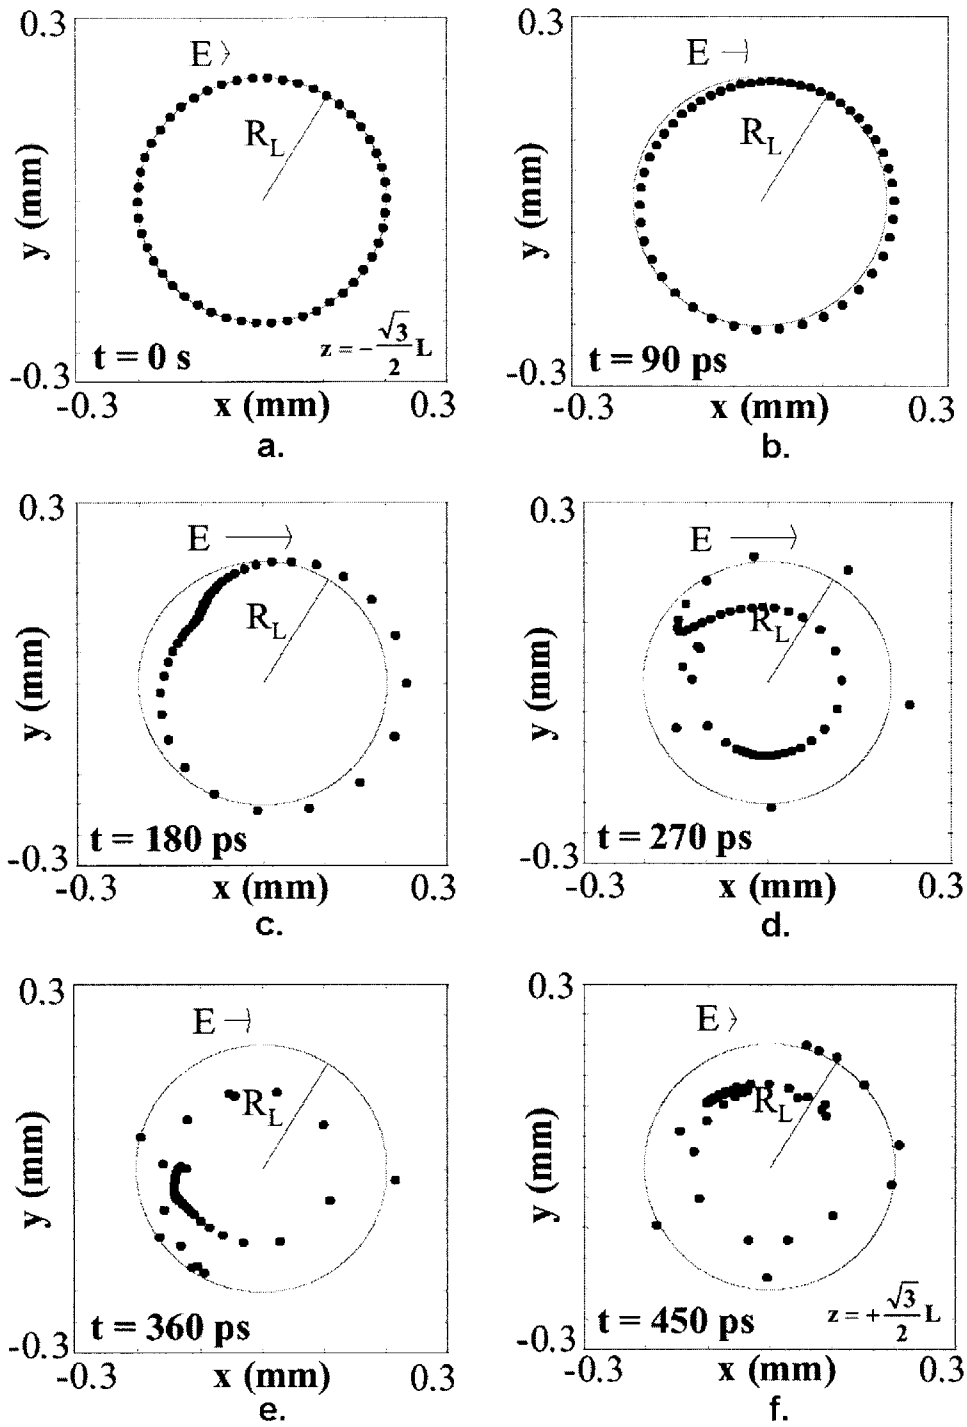 0.3
E
R_L
y (mm)
t = 0 s
z = -√3/2 L
-0.3
-0.3
x (mm)
0.3
a.
0.3
E
R_L
y (mm)
t = 90 ps
-0.3
-0.3
x (mm)
0.3
b.
0.3
E
R_L
y (mm)
t = 180 ps
-0.3
-0.3
x (mm)
0.3
c.
0.3
E
R_L
y (mm)
t = 270 ps
-0.3
-0.3
x (mm)
0.3
d.
0.3
E
R_L
y (mm)
t = 360 ps
-0.3
-0.3
x (mm)
0.3
e.
0.3
E
R_L
y (mm)
t = 450 ps
z = +√3/2 L
-0.3
-0.3
x (mm)
0.3
f.